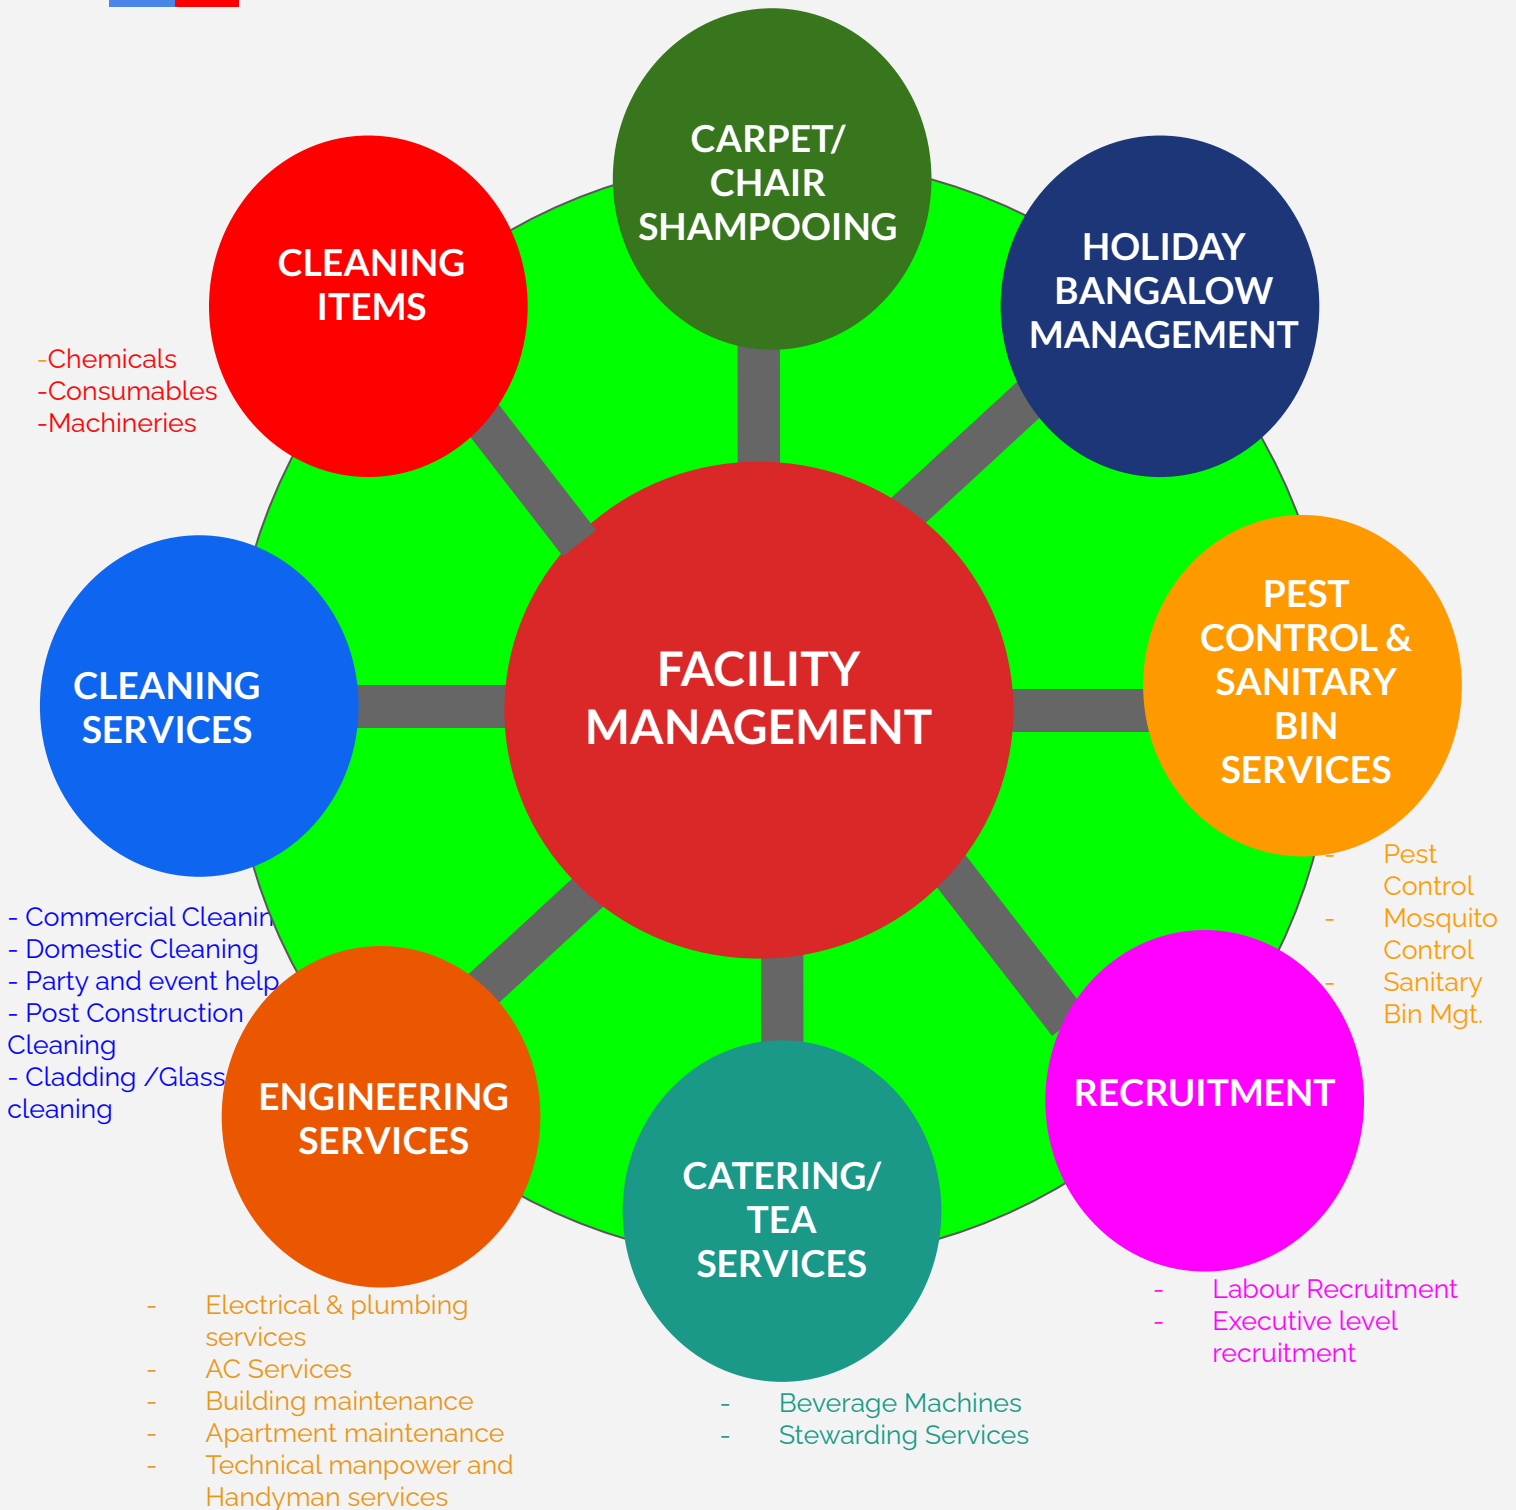 CARPET/
CHAIR
SHAMPOOING
HOLIDAY
BANGALOW
MANAGEMENT
CLEANING
ITEMS
-Chemicals
-Consumables
-Machineries
PEST
CONTROL &
SANITARY
BIN
SERVICES
FACILITY
MANAGEMENT
CLEANING
SERVICES
- Pest
Control
- Mosquito
Control
- Sanitary
Bin Mgt.
- Commercial Cleanin
- Domestic Cleaning
- Party and event help
- Post Construction
Cleaning
- Cladding /Glass
cleaning
ENGINEERING
SERVICES
RECRUITMENT
CATERING/
TEA
SERVICES
- Labour Recruitment
- Executive level
recruitment
- Electrical & plumbing
services
- AC Services
- Building maintenance
- Apartment maintenance
- Technical manpower and
Handyman services
- Beverage Machines
- Stewarding Services